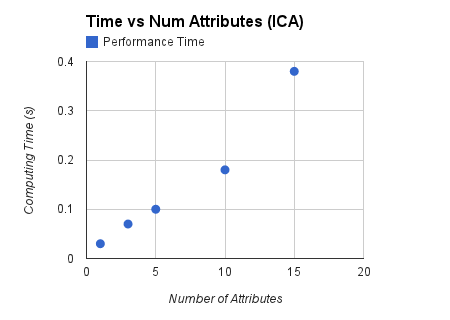 Time vs Num Attributes (ICA)
Performance Time
0.4
0.3
0.2
0.1
0
0 5 10 15 20
Computing Time (s)
Number of Attributes